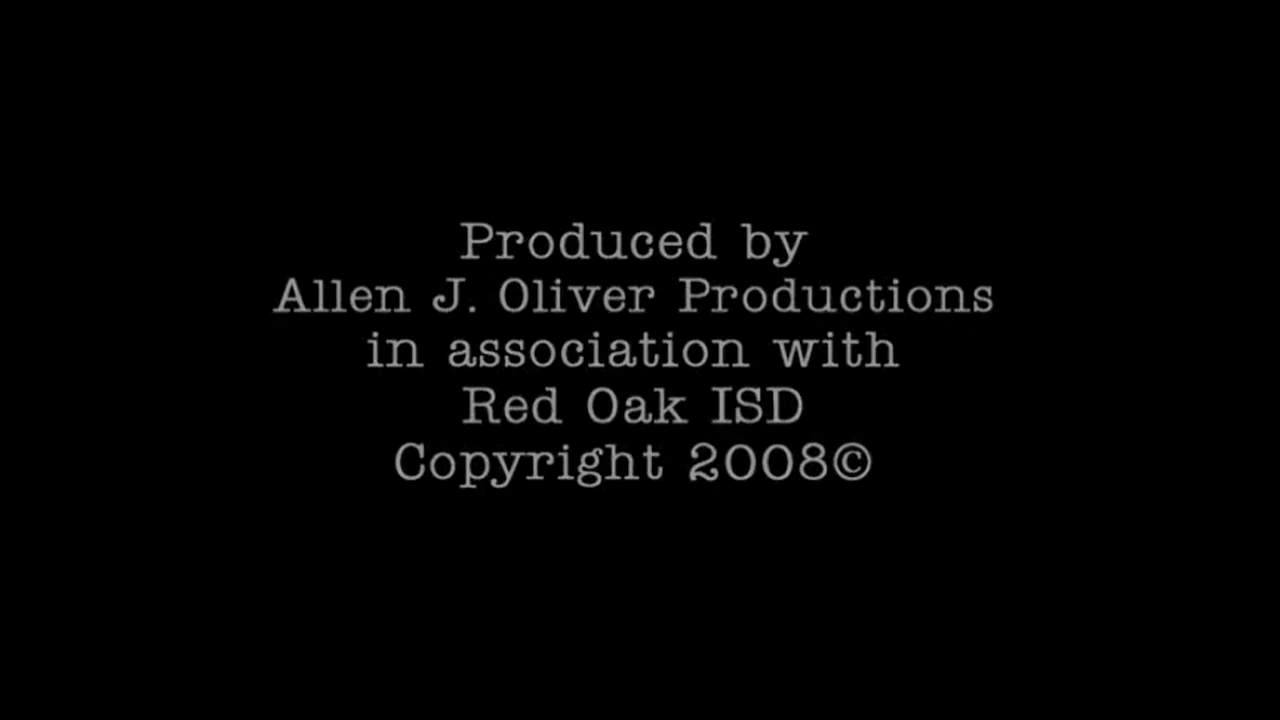 Produced by
Allen J. Oliver Productions
in association with
Red Oak ISD
Copyright 2008©